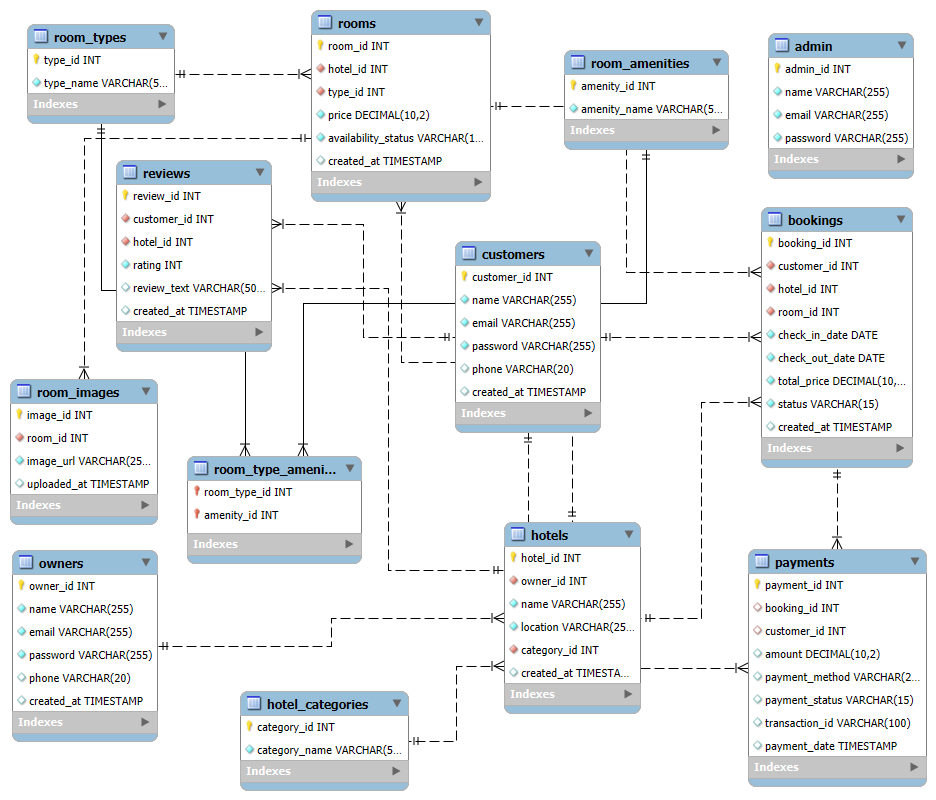 room_types
type_id INT
type_name VARCHAR(5...
Indexes
rooms
room_id INT
hotel_id INT
type_id INT
price DECIMAL(10,2)
availability_status VARCHAR(1...
created_at TIMESTAMP
Indexes
room_amenities
amenity_id INT
amenity_name VARCHAR(5...
Indexes
admin
admin_id INT
name VARCHAR(255)
email VARCHAR(255)
password VARCHAR(255)
Indexes
reviews
review_id INT
customer_id INT
hotel_id INT
rating INT
review_text VARCHAR(50...
created_at TIMESTAMP
Indexes
customers
customer_id INT
name VARCHAR(255)
email VARCHAR(255)
password VARCHAR(255)
phone VARCHAR(20)
created_at TIMESTAMP
Indexes
bookings
booking_id INT
customer_id INT
hotel_id INT
room_id INT
check_in_date DATE
check_out_date DATE
total_price DECIMAL(10,...
status VARCHAR(15)
created_at TIMESTAMP
Indexes
room_images
image_id INT
room_id INT
image_url VARCHAR(25...
uploaded_at TIMESTAMP
Indexes
room_type_ameni...
room_type_id INT
amenity_id INT
Indexes
owners
owner_id INT
name VARCHAR(255)
email VARCHAR(255)
password VARCHAR(255)
phone VARCHAR(20)
created_at TIMESTAMP
Indexes
hotels
hotel_id INT
owner_id INT
name VARCHAR(255)
location VARCHAR(25...
category_id INT
created_at TIMESTA...
Indexes
hotel_categories
category_id INT
category_name VARCHAR(5...
Indexes
payments
payment_id INT
booking_id INT
customer_id INT
amount DECIMAL(10,2)
payment_method VARCHAR(2...
payment_status VARCHAR(15)
transaction_id VARCHAR(100)
payment_date TIMESTAMP
Indexes